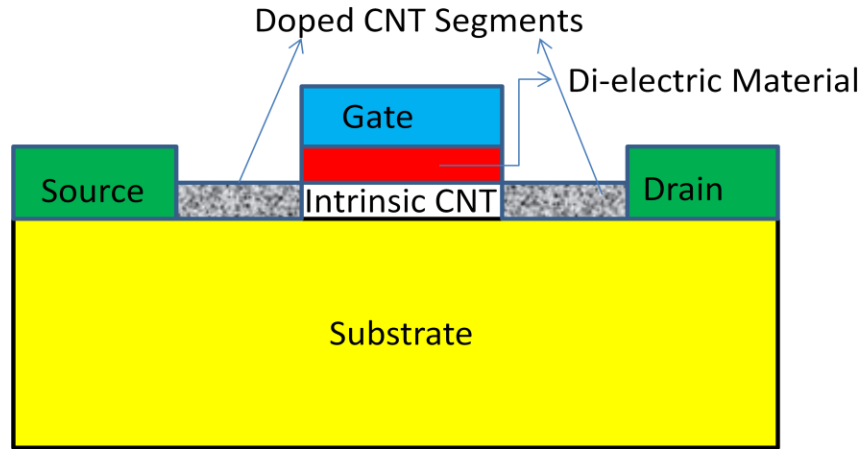 Doped CNT Segments
Di-electric Material
Gate
Source
Intrinsic CNT
Drain
Substrate